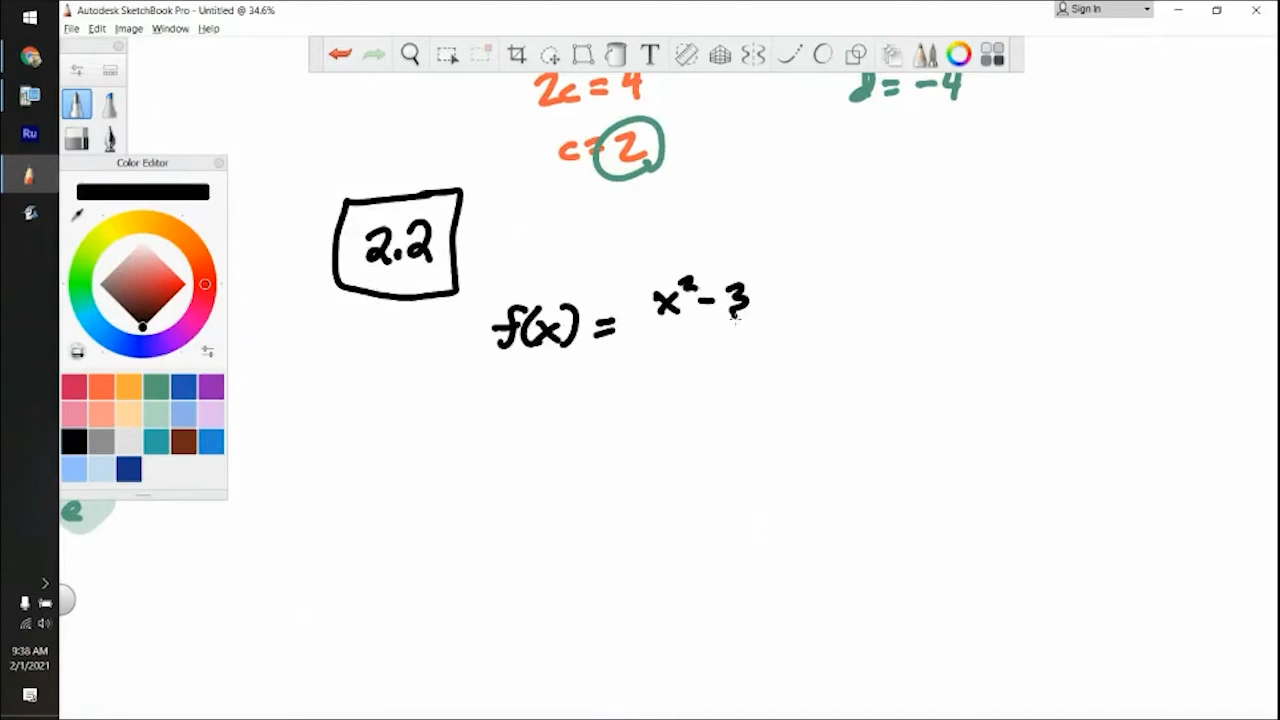 Autodesk SketchBook Pro - Untitled @ 34.6%
Sign In
File Edit Image Window Help
T
2c = 4
d = -4
c = 2
Ru
Color Editor
2.2
f(x) = x² - 3
e
9:38 AM
2/1/2021